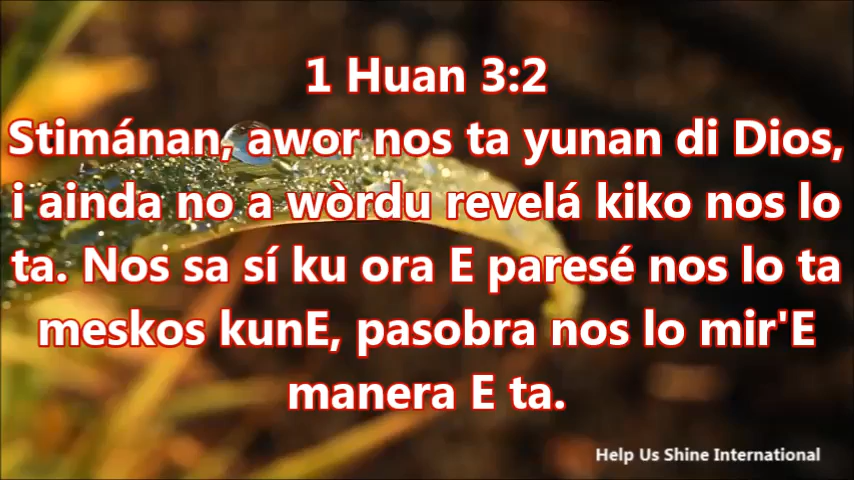 1 Huan 3:2
Stimánan, awor nos ta yunan di Dios,
i ainda no a wòrdu revelá kiko nos lo
ta. Nos sa sí ku ora E paresé nos lo ta
meskos kunE, pasobra nos lo mir'E
manera E ta.
Help Us Shine International